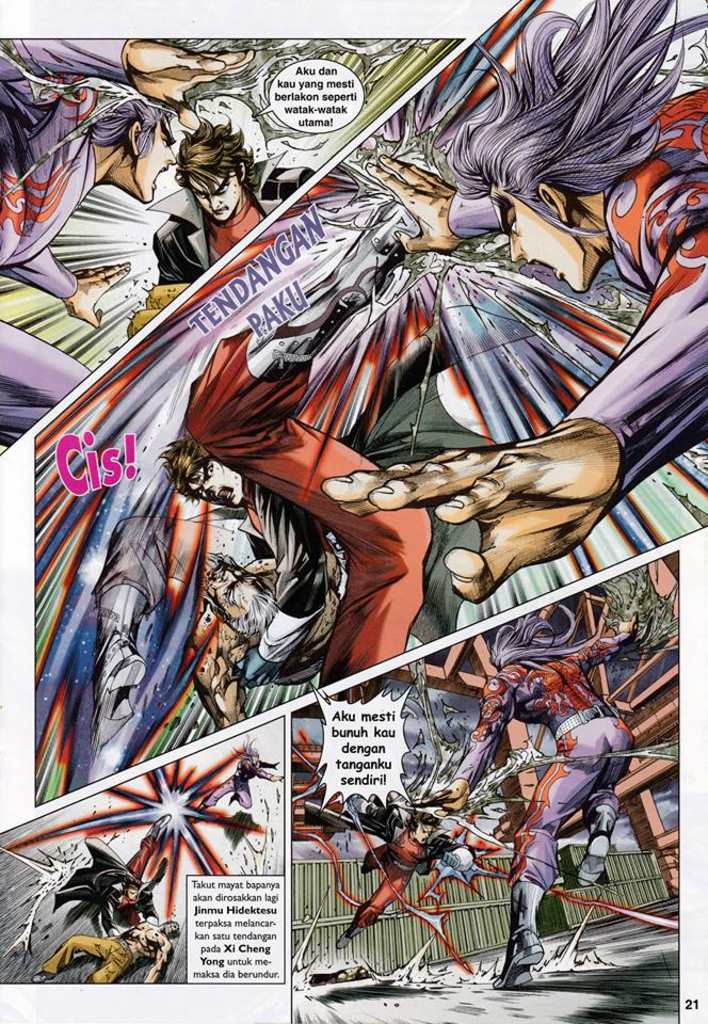 Aku dan
kau yang mesti
berlakon seperti
watak-watak
utama!
TENDANGAN
PAKU
Cis!
Aku mesti
bunuh kau
dengan
tanganku
sendiri!
Takut mayat bapanya
akan dirosakkan lagi
Jinmu Hidektesu
terpaksa melancar-
kan satu tendangan
pada Xi Cheng
Yong untuk me-
maksa dia berundur.
21